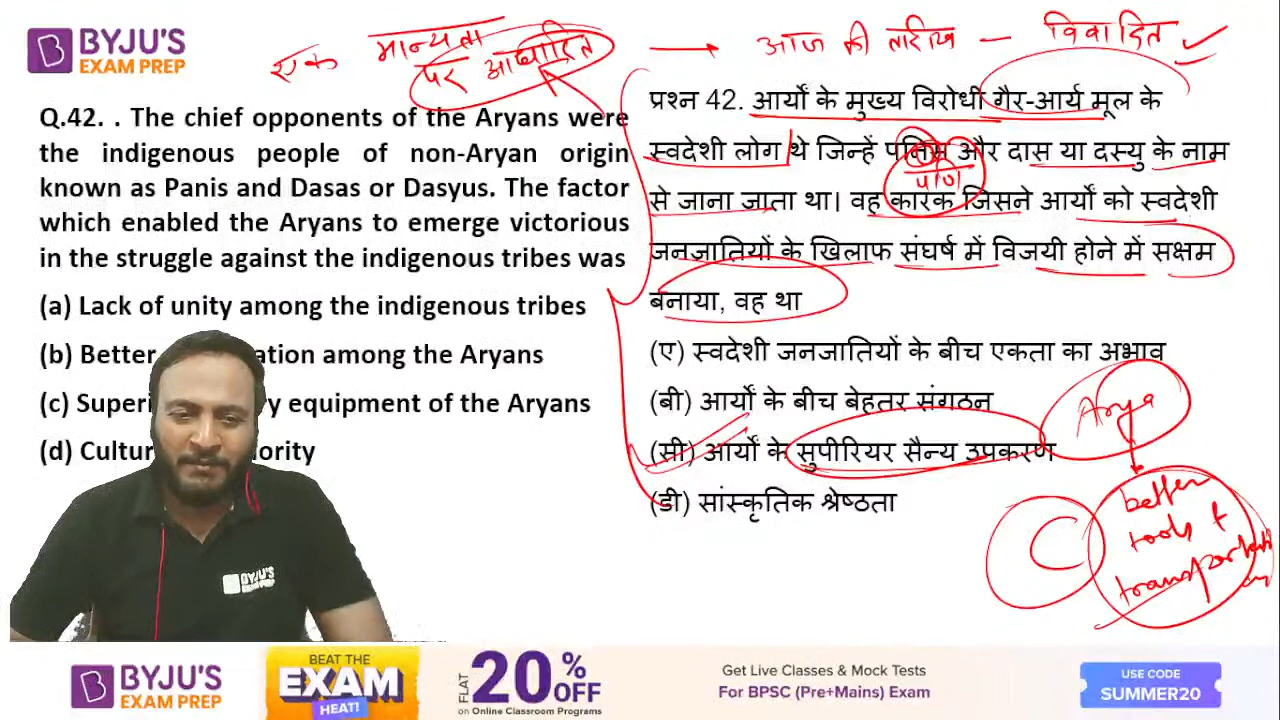 BYJU'S
EXAM PREP
एक मान्यता
पर आधारित
आज की तारीख - विवादित
Q.42. . The chief opponents of the Aryans were
the indigenous people of non-Aryan origin
known as Panis and Dasas or Dasyus. The factor
which enabled the Aryans to emerge victorious
in the struggle against the indigenous tribes was
(a) Lack of unity among the indigenous tribes
(b) Better ation among the Aryans
(c) Superi y equipment of the Aryans
(d) Cultur iority
प्रश्न 42. आर्यों के मुख्य विरोधी गैर-आर्य मूल के
स्वदेशी लोग थे जिन्हें और दास या दस्यु के नाम
पणि
से जाना जाता था। वह कारक जिसने आर्यों को स्वदेशी
जनजातियों के खिलाफ संघर्ष में विजयी होने में सक्षम
बनाया, वह था
(ए) स्वदेशी जनजातियों के बीच एकता का अभाव
(बी) आर्यों के बीच बेहतर संगठन
(सी) आर्यों के सुपीरियर सैन्य उपकरण
(डी) सांस्कृतिक श्रेष्ठता
Arya
better
tools +
C
BYJU'S
EXAM PREP
BYJU'S
EXAM PREP
BEAT THE
EXAM
HEAT!
FLAT 20% OFF
on Online Classroom Programs
Get Live Classes & Mock Tests
For BPSC (Pre+Mains) Exam
USE CODE
SUMMER20